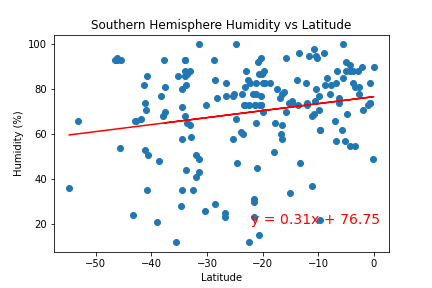 Southern Hemisphere Humidity vs Latitude
100
80
60
40
20
Humidity (%)
y = 0.31x + 76.75
−50
−40
−30
−20
−10
0
Latitude